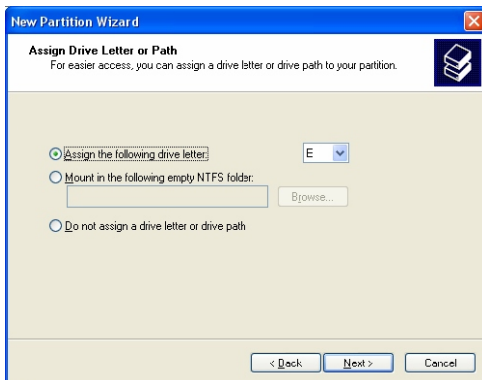 New Partition Wizard
Assign Drive Letter or Path
For easier access, you can assign a drive letter or drive path to your partition.
Assign the following drive letter: E
Mount in the following empty NTFS folder:
Browse...
Do not assign a drive letter or drive path
< Back Next > Cancel